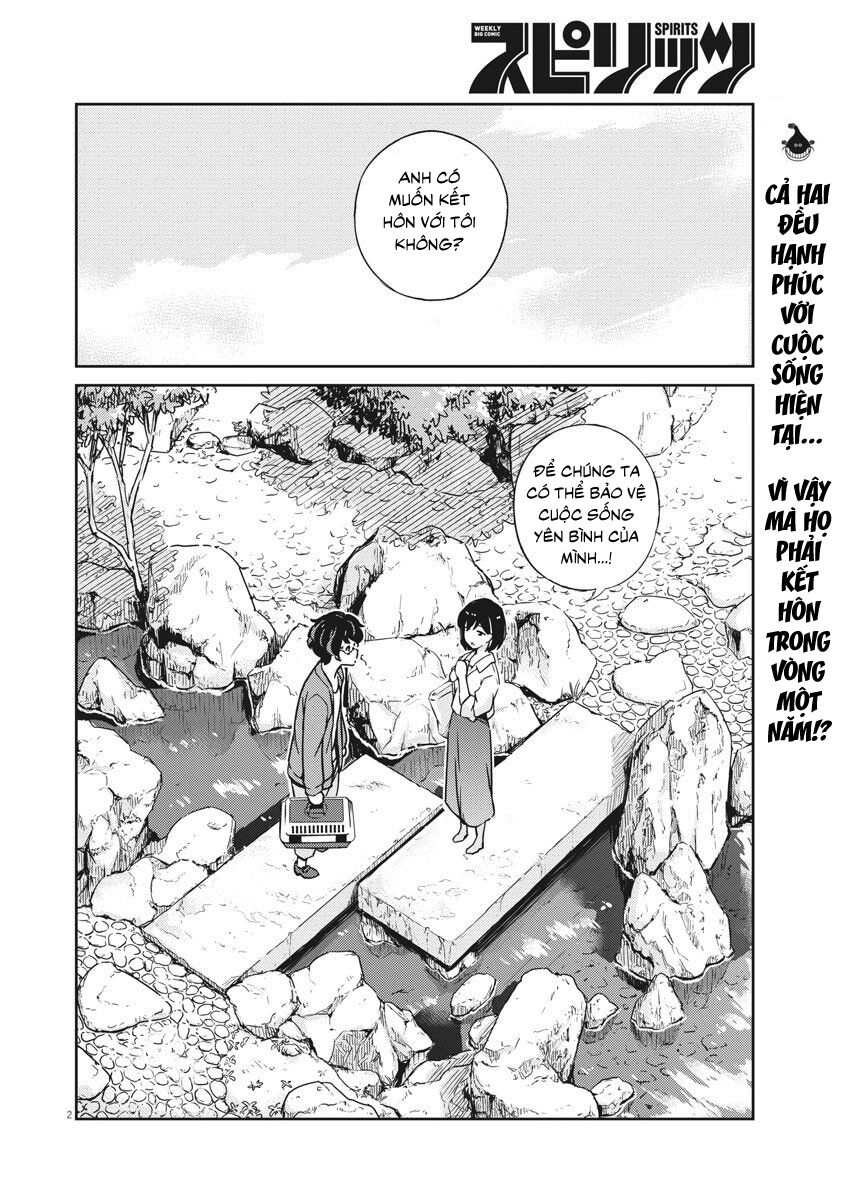 WEEKLY
BIG COMIC
スピリッツ
SPIRITS
ANH CÓ
MUỐN KẾT
HÔN VỚI TÔI
KHÔNG?
CẢ HAI
ĐỀU
HẠNH
PHÚC
VỚI
CUỘC
SỐNG
HIỆN
TẠI...
VÌ VẬY
MÀ HỌ
PHẢI
KẾT
HÔN
TRONG
VÒNG
MỘT
NĂM!?
ĐỂ CHÚNG TA
CÓ THỂ BẢO VỆ
CUỘC SỐNG
YÊN BÌNH CỦA
MÌNH...!
2